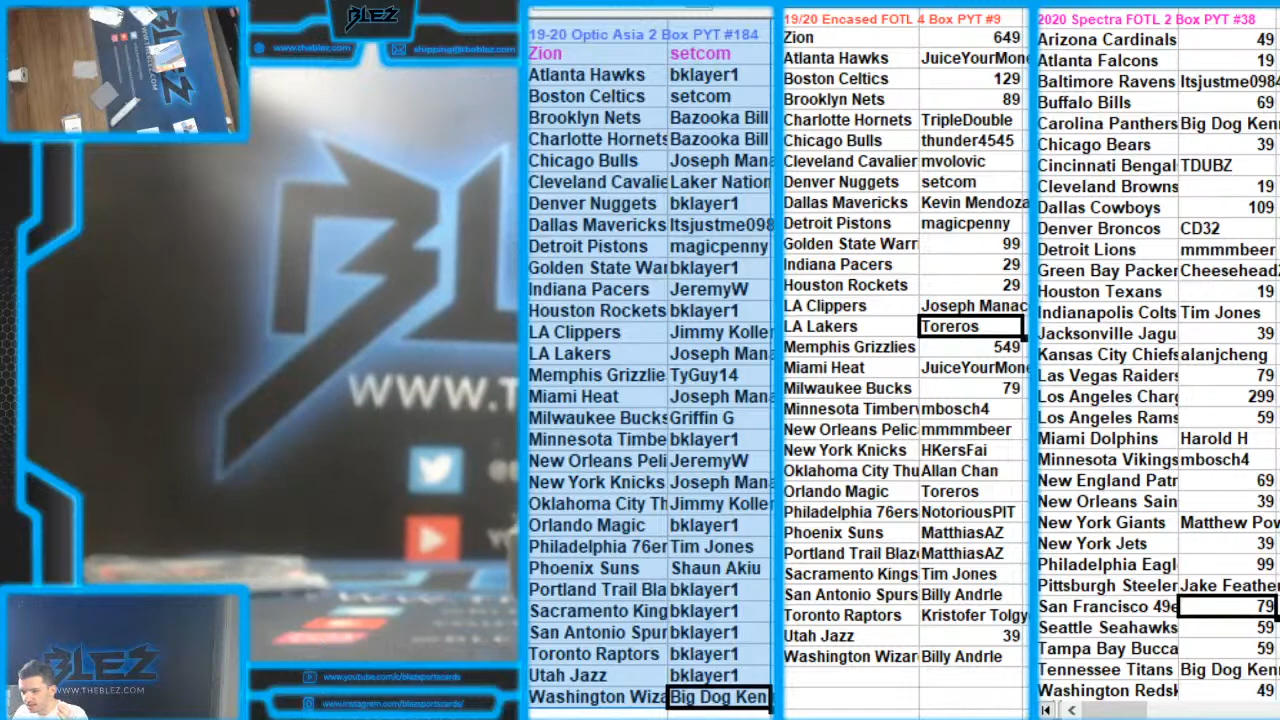 BLEZ
www.theblez.com
shipping@theblez.com
BLEZ
WWW.T
BLEZ
WWW.THEBLEZ.COM
www.youtube.com/c/blezsportscards
www.instagram.com/blezsportscards/
19-20 Optic Asia 2 Box PYT #184
Zion setcom
Atlanta Hawks bklayer1
Boston Celtics setcom
Brooklyn Nets Bazooka Bill
Charlotte Hornets Bazooka Bill
Chicago Bulls Joseph Mana
Cleveland Cavalie Laker Nation
Denver Nuggets bklayer1
Dallas Mavericks Itsjustme098
Detroit Pistons magicpenny
Golden State War bklayer1
Indiana Pacers JeremyW
Houston Rockets bklayer1
LA Clippers Jimmy Koller
LA Lakers Joseph Mana
Memphis Grizzlie TyGuy14
Miami Heat Joseph Mana
Milwaukee Bucks Griffin G
Minnesota Timbe bklayer1
New Orleans Peli JeremyW
New York Knicks Joseph Mana
Oklahoma City Th Jimmy Koller
Orlando Magic bklayer1
Philadelphia 76er Tim Jones
Phoenix Suns Shaun Akiu
Portland Trail Bla bklayer1
Sacramento King bklayer1
San Antonio Spur bklayer1
Toronto Raptors bklayer1
Utah Jazz bklayer1
Washington Wiza Big Dog Ken
19/20 Encased FOTL 4 Box PYT #9
Zion 649
Atlanta Hawks JuiceYourMone
Boston Celtics 129
Brooklyn Nets 89
Charlotte Hornets TripleDouble
Chicago Bulls thunder4545
Cleveland Cavalier mvolovic
Denver Nuggets setcom
Dallas Mavericks Kevin Mendoza
Detroit Pistons magicpenny
Golden State Warr 99
Indiana Pacers 29
Houston Rockets 29
LA Clippers Joseph Manac
LA Lakers Toreros
Memphis Grizzlies 549
Miami Heat JuiceYourMone
Milwaukee Bucks 79
Minnesota Timberv mbosch4
New Orleans Pelic mmmmbeer
New York Knicks HKersFai
Oklahoma City Thu Allan Chan
Orlando Magic Toreros
Philadelphia 76ers NotoriousPIT
Phoenix Suns MatthiasAZ
Portland Trail Blaze MatthiasAZ
Sacramento Kings Tim Jones
San Antonio Spurs Billy Andrle
Toronto Raptors Kristofer Tolgy
Utah Jazz 39
Washington Wizar Billy Andrle
2020 Spectra FOTL 2 Box PYT #38
Arizona Cardinals 49
Atlanta Falcons 19
Baltimore Ravens Itsjustme0984
Buffalo Bills 69
Carolina Panthers Big Dog Ken
Chicago Bears 39
Cincinnati Bengal TDUBZ
Cleveland Browns 19
Dallas Cowboys 109
Denver Broncos CD32
Detroit Lions mmmmbeer
Green Bay Packer Cheesehead
Houston Texans 19
Indianapolis Colts Tim Jones
Jacksonville Jagu 39
Kansas City Chiefs alanjcheng
Las Vegas Raiders 79
Los Angeles Charg 299
Los Angeles Rams 59
Miami Dolphins Harold H
Minnesota Vikings mbosch4
New England Patr 69
New Orleans Sain 39
New York Giants Matthew Pow
New York Jets 39
Philadelphia Eagl 99
Pittsburgh Steeler Jake Feather
San Francisco 49e 79
Seattle Seahawks 59
Tampa Bay Bucca 59
Tennessee Titans Big Dog Ken
Washington Redsk 49